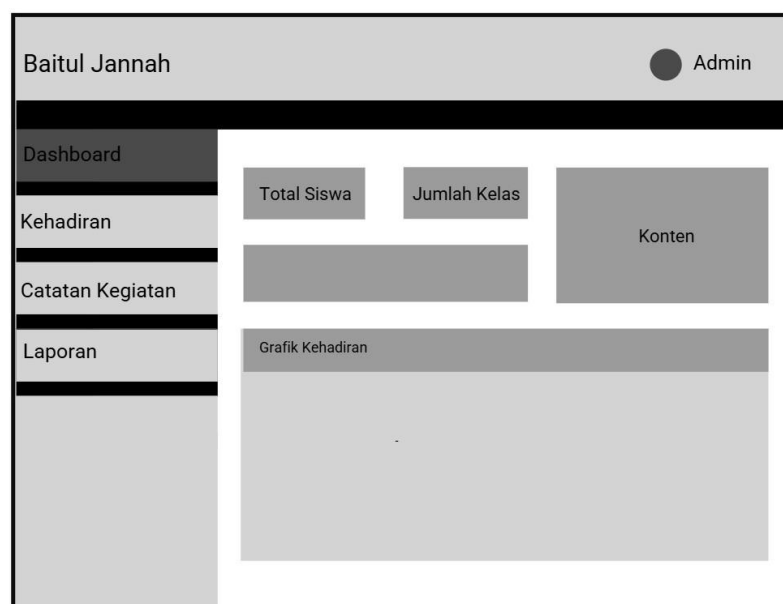 Baitul Jannah
Admin
Dashboard
Kehadiran
Catatan Kegiatan
Laporan
Total Siswa
Jumlah Kelas
Konten
Grafik Kehadiran
-